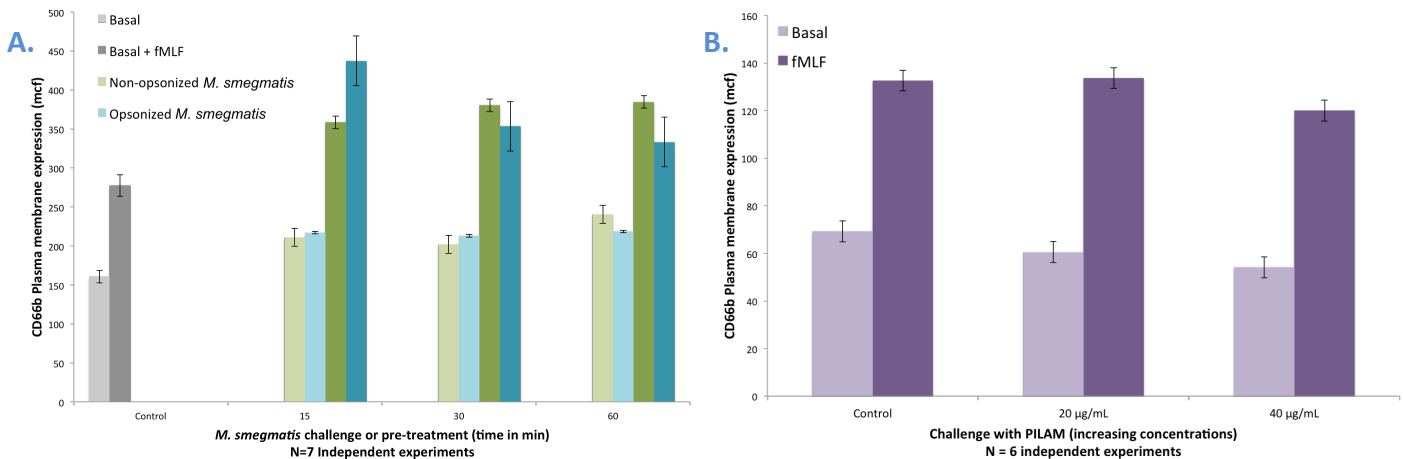 A.
CD66b Plasma membrane expression (mcf)
500
450
400
350
300
250
200
150
100
50
0
Basal
Basal + fMLF
Non-opsonized M. smegmatis
Opsonized M. smegmatis
Control 15 30 60
M. smegmatis challenge or pre-treatment (time in min)
N=7 Independent experiments
B.
CD66b Plasma membrane expression (mcf)
160
140
120
100
80
60
40
20
0
Basal
fMLF
Control 20 µg/mL 40 µg/mL
Challenge with PILAM (increasing concentrations)
N = 6 independent experiments